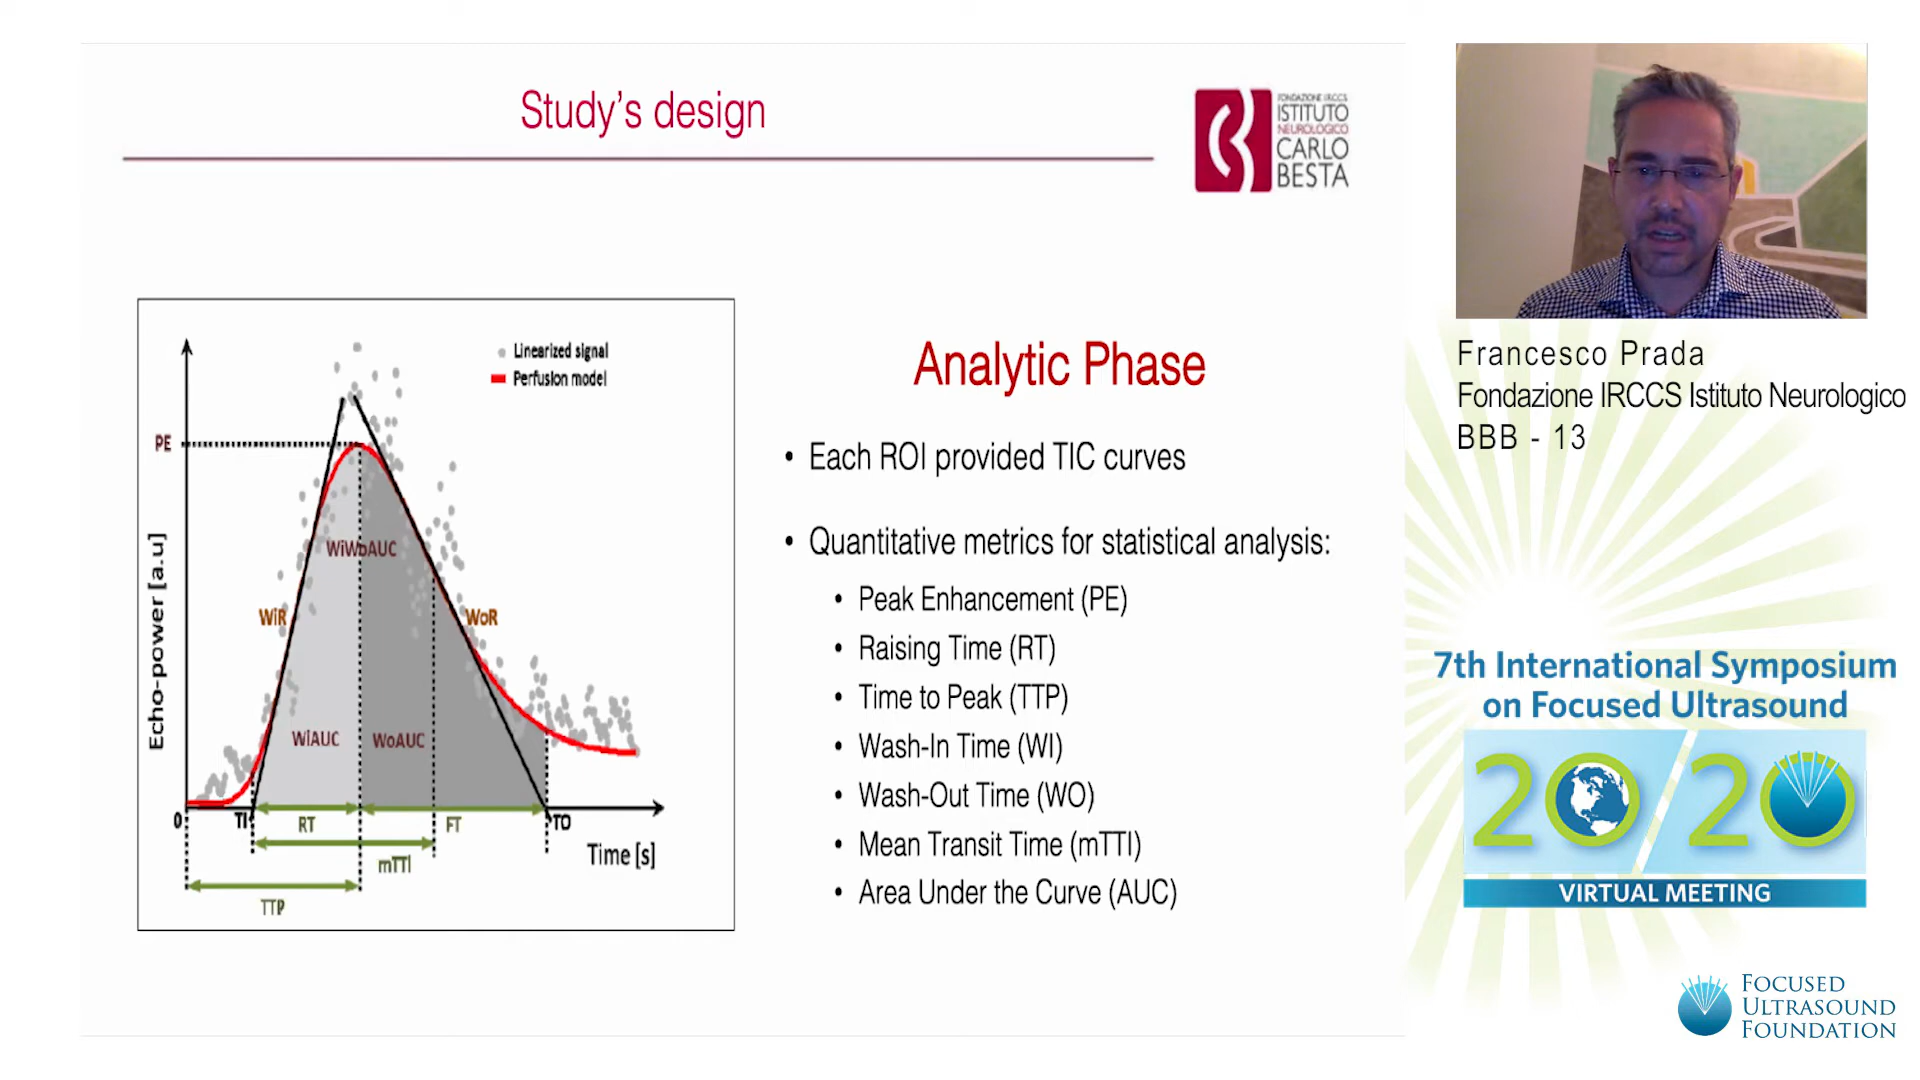 Study's design
FONDAZIONE IRCCS
ISTITUTO
NEUROLOGICO
CARLO
BESTA
Linearized signal
Perfusion model
PE
Echo-power [a.u]
WiWoAUC
WiR
WoR
WiAUC
WoAUC
0
TI
RT
FT
TO
mTTI
Time [s]
TTP
Analytic Phase
• Each ROI provided TIC curves
• Quantitative metrics for statistical analysis:
• Peak Enhancement (PE)
• Raising Time (RT)
• Time to Peak (TTP)
• Wash-In Time (WI)
• Wash-Out Time (WO)
• Mean Transit Time (mTTI)
• Area Under the Curve (AUC)
Francesco Prada
Fondazione IRCCS Istituto Neurologico
BBB - 13
7th International Symposium
on Focused Ultrasound
20/20
VIRTUAL MEETING
FOCUSED
ULTRASOUND
FOUNDATION